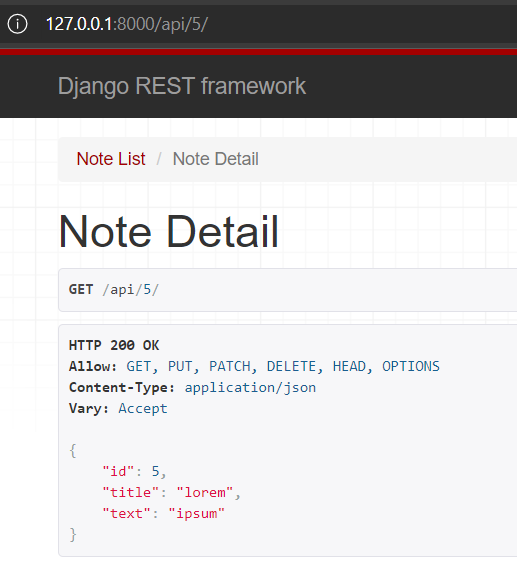 127.0.0.1:8000/api/5/
Django REST framework
Note List / Note Detail
Note Detail
GET /api/5/
HTTP 200 OK
Allow: GET, PUT, PATCH, DELETE, HEAD, OPTIONS
Content-Type: application/json
Vary: Accept
{
"id": 5,
"title": "lorem",
"text": "ipsum"
}